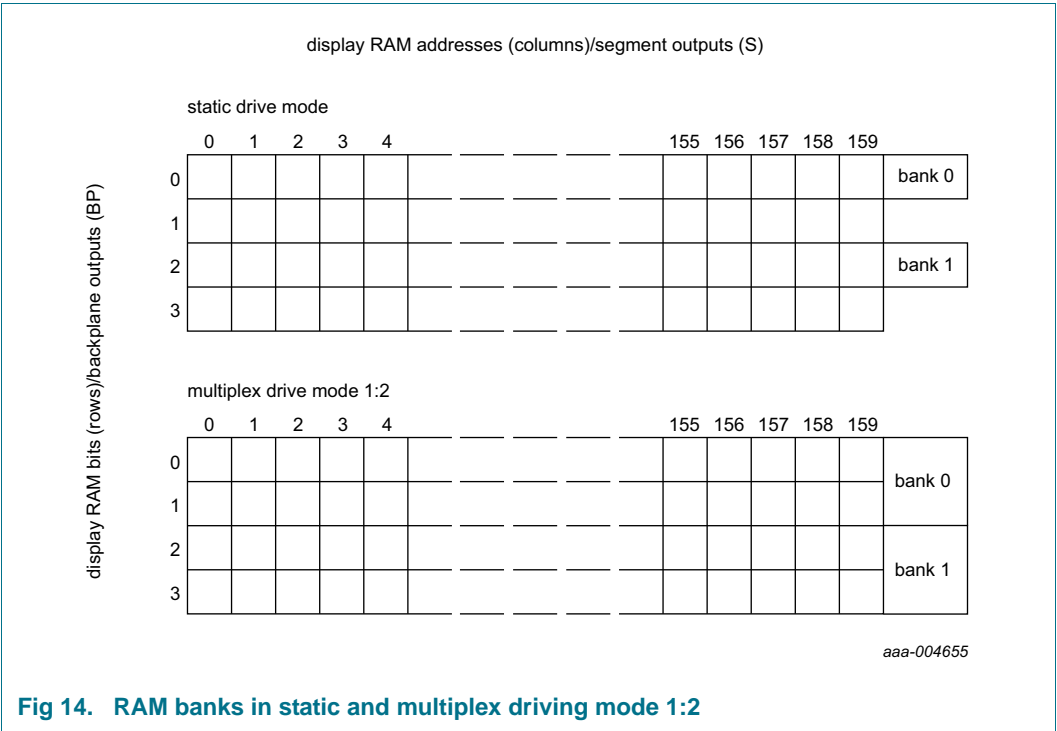 display RAM addresses (columns)/segment outputs (S)
display RAM bits (rows)/backplane outputs (BP)
static drive mode
0 1 2 3 4 155 156 157 158 159
0 bank 0
1
2 bank 1
3
multiplex drive mode 1:2
0 1 2 3 4 155 156 157 158 159
0
bank 0
1
2
bank 1
3
aaa-004655
Fig 14. RAM banks in static and multiplex driving mode 1:2